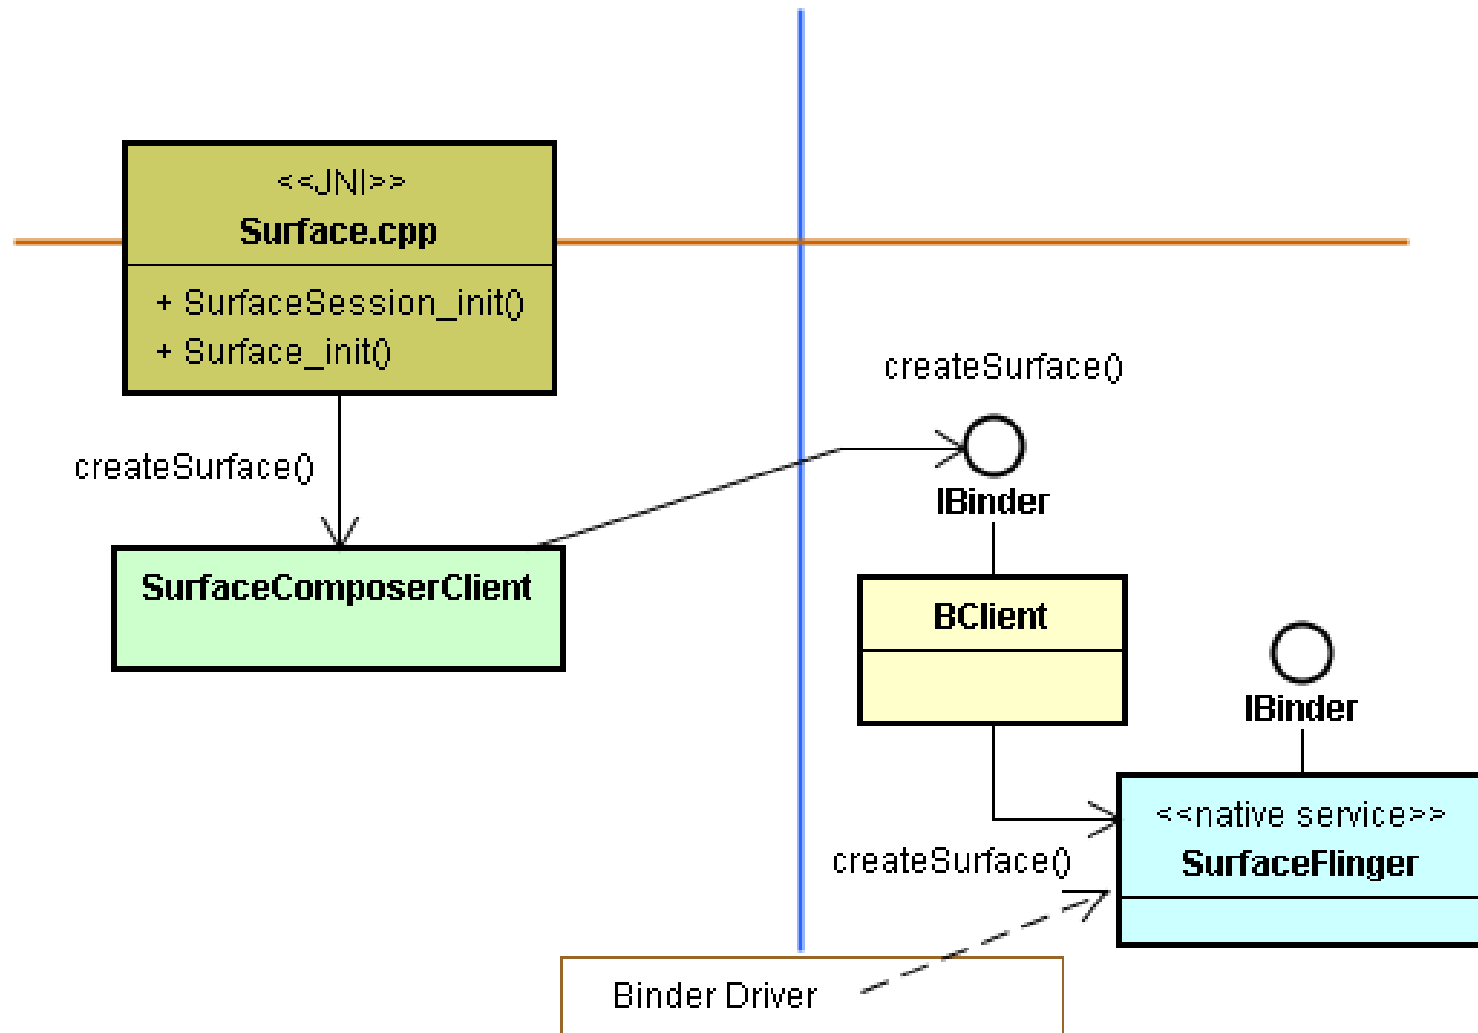 <<JNI>>
Surface.cpp
+ SurfaceSession_init()
+ Surface_init()
createSurface()
createSurface()
IBinder
SurfaceComposerClient
BClient
IBinder
<<native service>>
SurfaceFlinger
createSurface()
Binder Driver